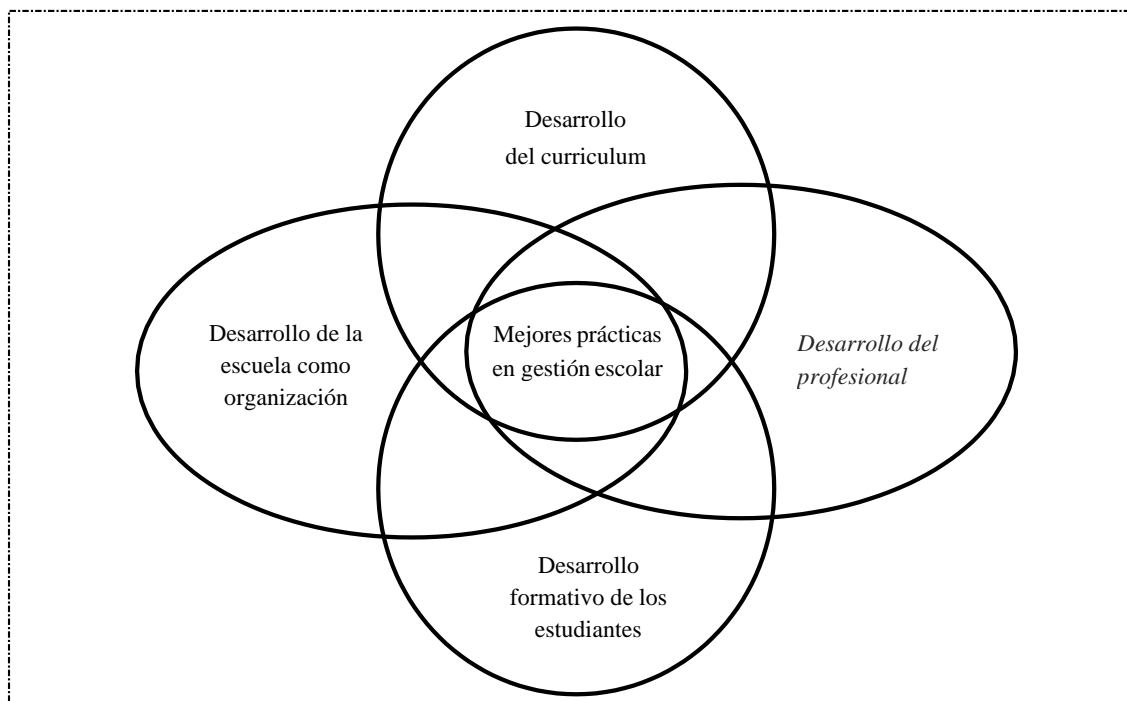 Desarrollo
del curriculum
Desarrollo de la
escuela como
organización
Mejores prácticas
en gestión escolar
Desarrollo del
profesional
Desarrollo
formativo de los
estudiantes